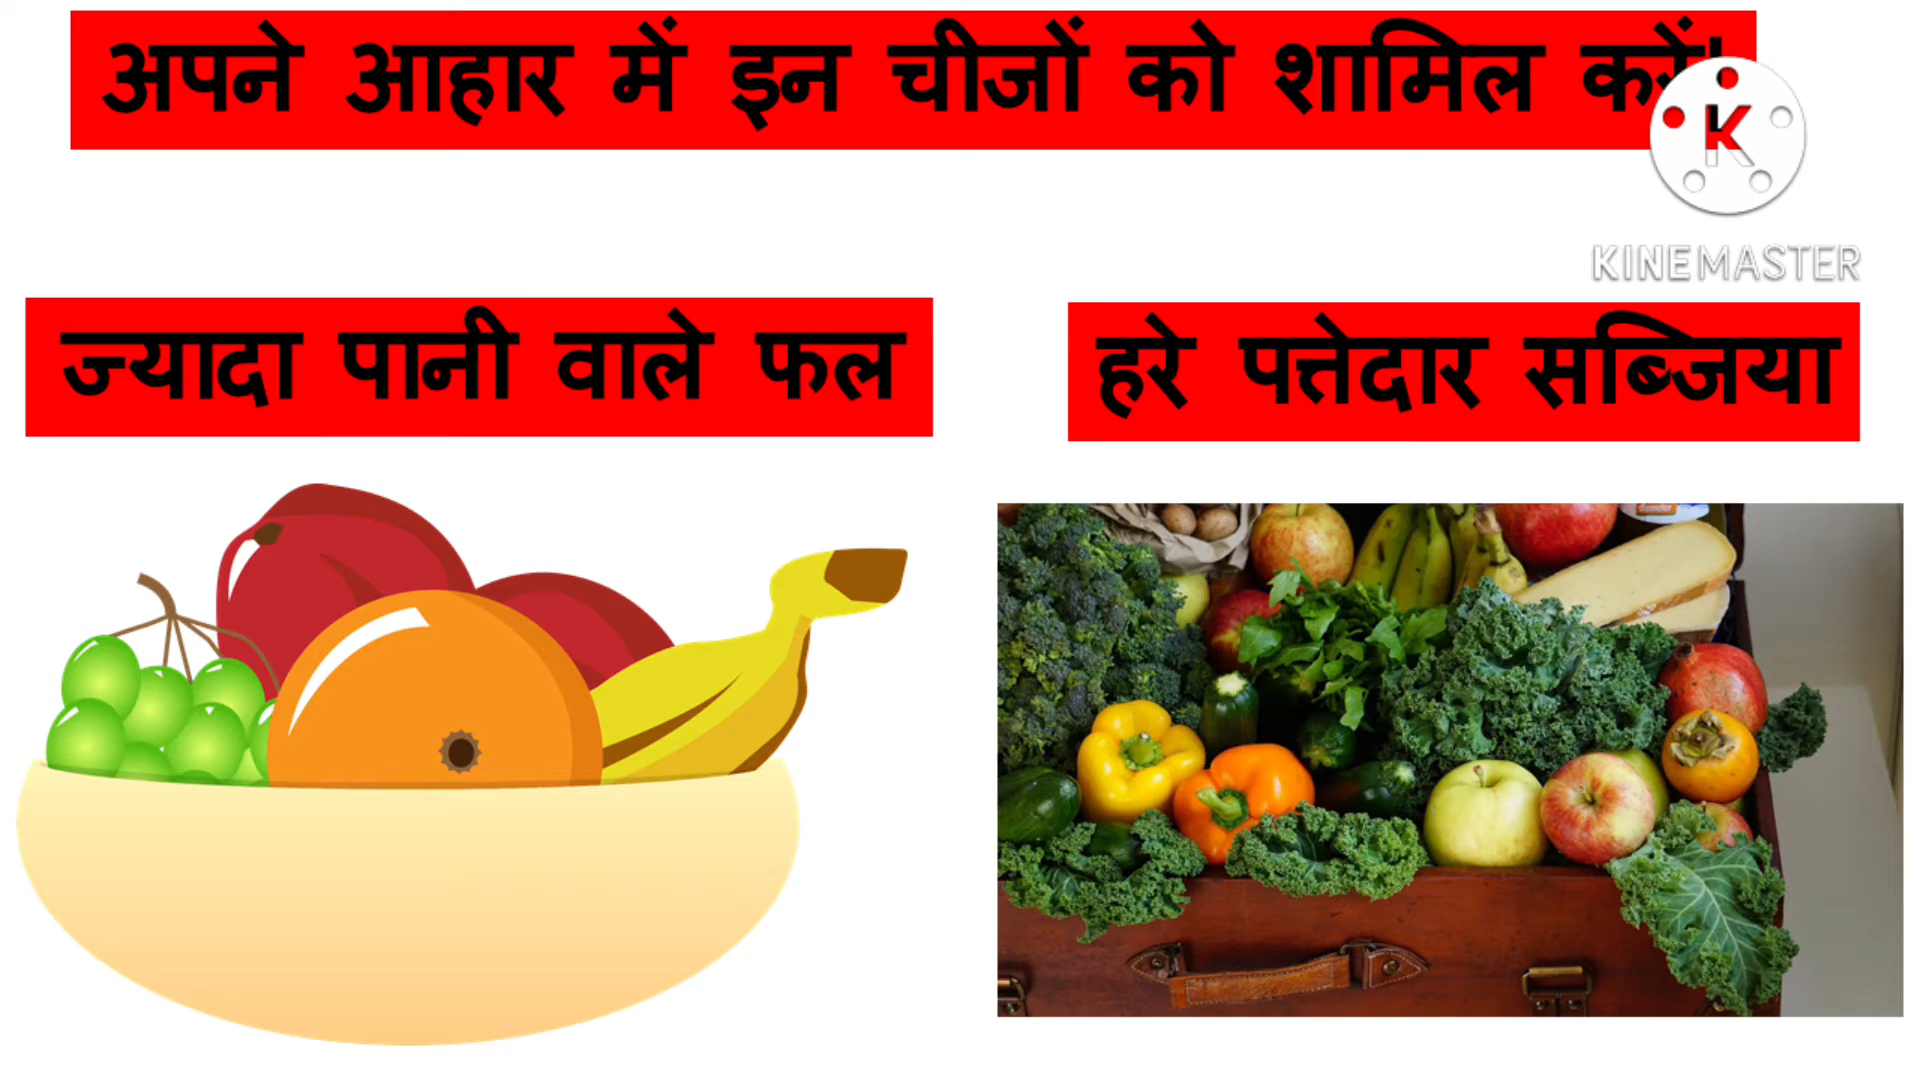 अपने आहार में इन चीजों को शामिल करें'
KINEMASTER
ज्यादा पानी वाले फल
हरे पत्तेदार सब्जिया